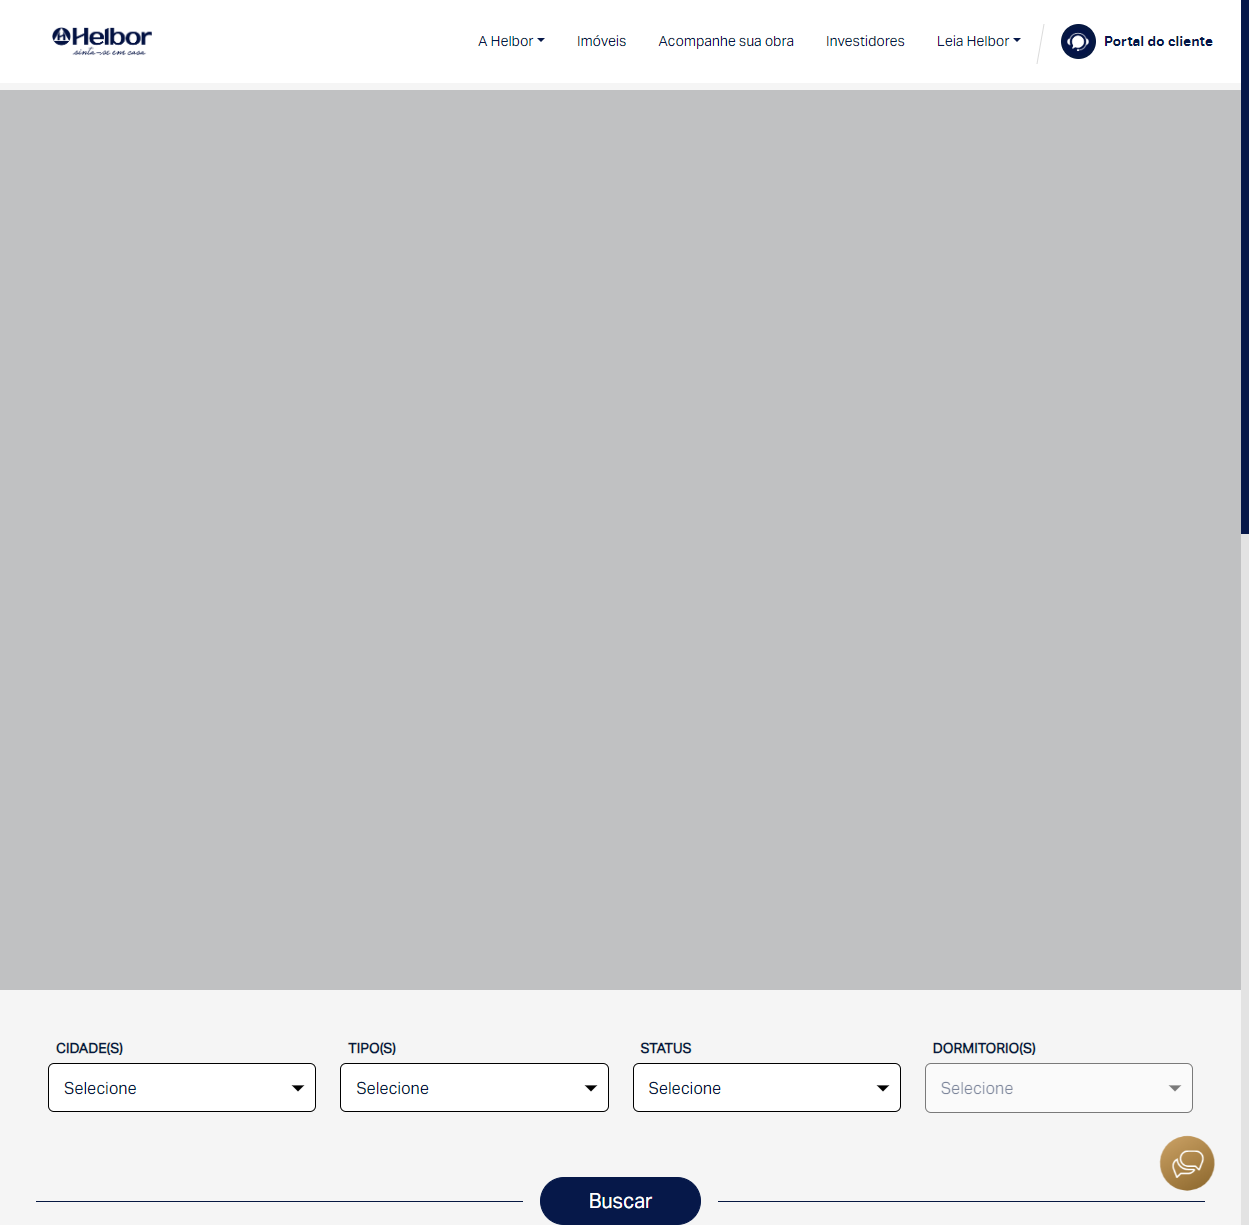 Helbor
sinta-se em casa
A Helbor
Imóveis
Acompanhe sua obra
Investidores
Leia Helbor
Portal do cliente
CIDADE(S)
TIPO(S)
STATUS
DORMITORIO(S)
Selecione
Selecione
Selecione
Selecione
Buscar